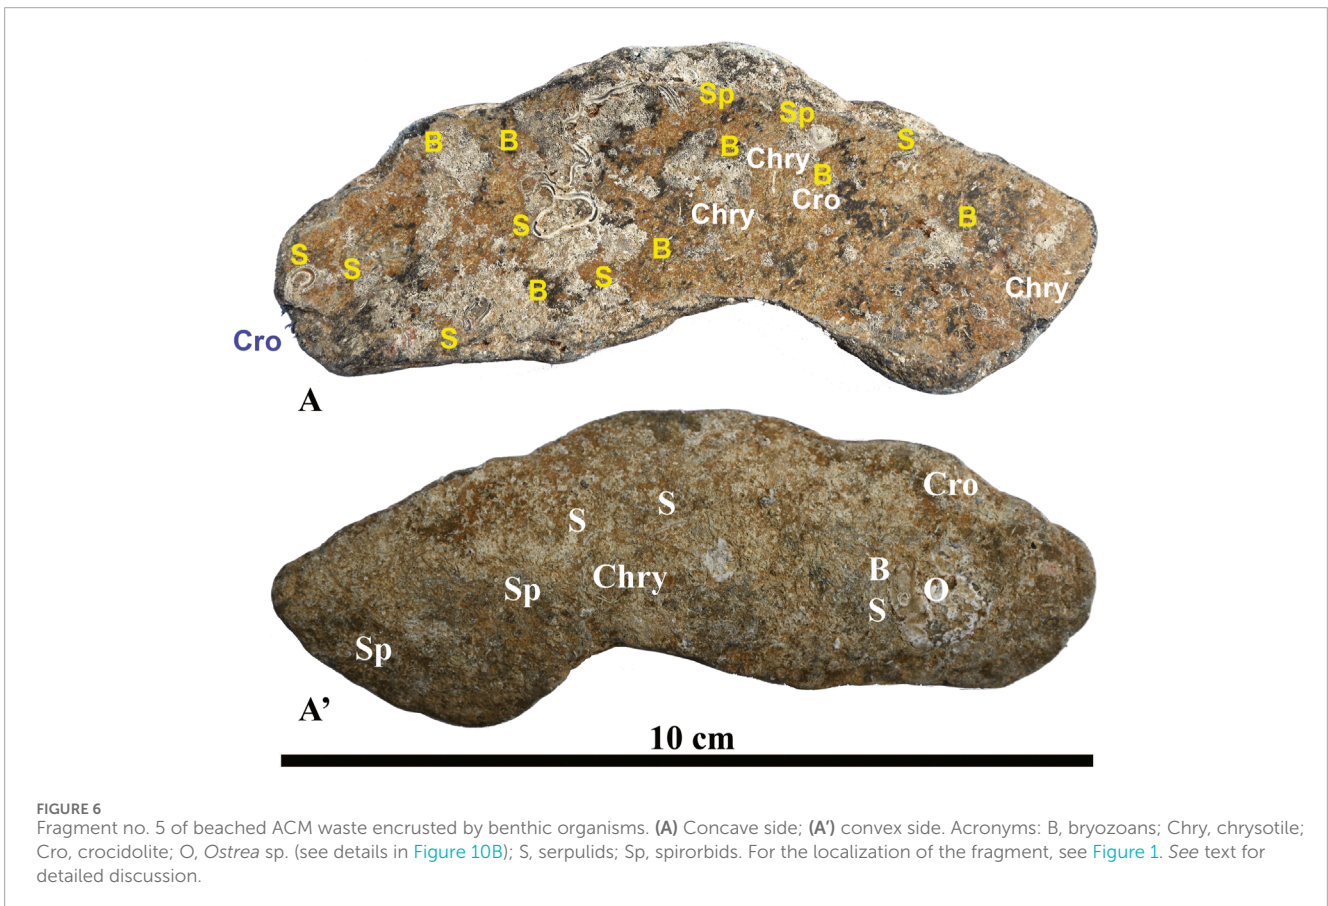 Sp
Sp
B B S
B
Chry
B
Cro
Chry B
S
B
S
S S
B
Chry
Cro
S
A
Cro
S S
B
Chry
Sp O
S
Sp
A’
10 cm
FIGURE 6
Fragment no. 5 of beached ACM waste encrusted by benthic organisms. (A) Concave side; (A’) convex side. Acronyms: B, bryozoans; Chry, chrysotile;
Cro, crocidolite; O, Ostrea sp. (see details in Figure 10B); S, serpulids; Sp, spirorbids. For the localization of the fragment, see Figure 1. See text for
detailed discussion.